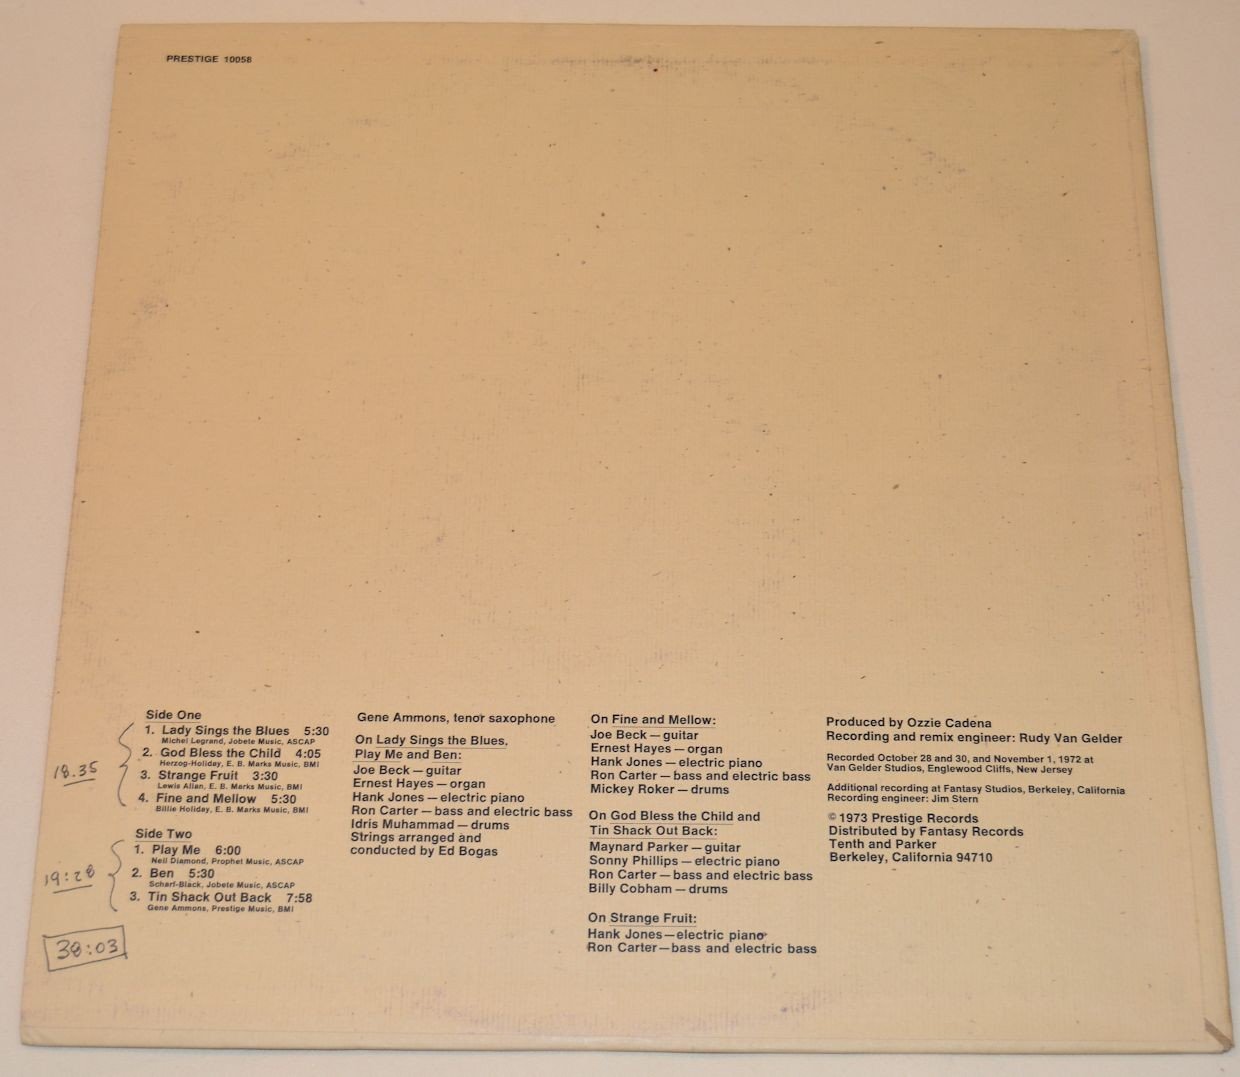 PRESTIGE 10058
Side One
1. Lady Sings the Blues 5:30
Michel Legrand, Jobete Music, ASCAP
2. God Bless the Child 4:05
Herzog-Holiday, E. B. Marks Music, BMI
3. Strange Fruit 3:30
Lewis Allan, E. B. Marks Music, BMI
4. Fine and Mellow 5:30
Billie Holiday, E. B. Marks Music, BMI
18.35
Side Two
1. Play Me 6:00
Neil Diamond, Prophet Music, ASCAP
2. Ben 5:30
Scharf-Black, Jobete Music, ASCAP
3. Tin Shack Out Back 7:58
Gene Ammons, Prestige Music, BMI
19:28
38:03
Gene Ammons, tenor saxophone
On Lady Sings the Blues,
Play Me and Ben:
Joe Beck — guitar
Ernest Hayes — organ
Hank Jones — electric piano
Ron Carter — bass and electric bass
Idris Muhammad — drums
Strings arranged and
conducted by Ed Bogas
On Fine and Mellow:
Joe Beck — guitar
Ernest Hayes — organ
Hank Jones — electric piano
Ron Carter — bass and electric bass
Mickey Roker — drums
On God Bless the Child and
Tin Shack Out Back:
Maynard Parker — guitar
Sonny Phillips — electric piano
Ron Carter — bass and electric bass
Billy Cobham — drums
On Strange Fruit:
Hank Jones — electric piano
Ron Carter — bass and electric bass
Produced by Ozzie Cadena
Recording and remix engineer: Rudy Van Gelder
Recorded October 28 and 30, and November 1, 1972 at
Van Gelder Studios, Englewood Cliffs, New Jersey
Additional recording at Fantasy Studios, Berkeley, California
Recording engineer: Jim Stern
© 1973 Prestige Records
Distributed by Fantasy Records
Tenth and Parker
Berkeley, California 94710